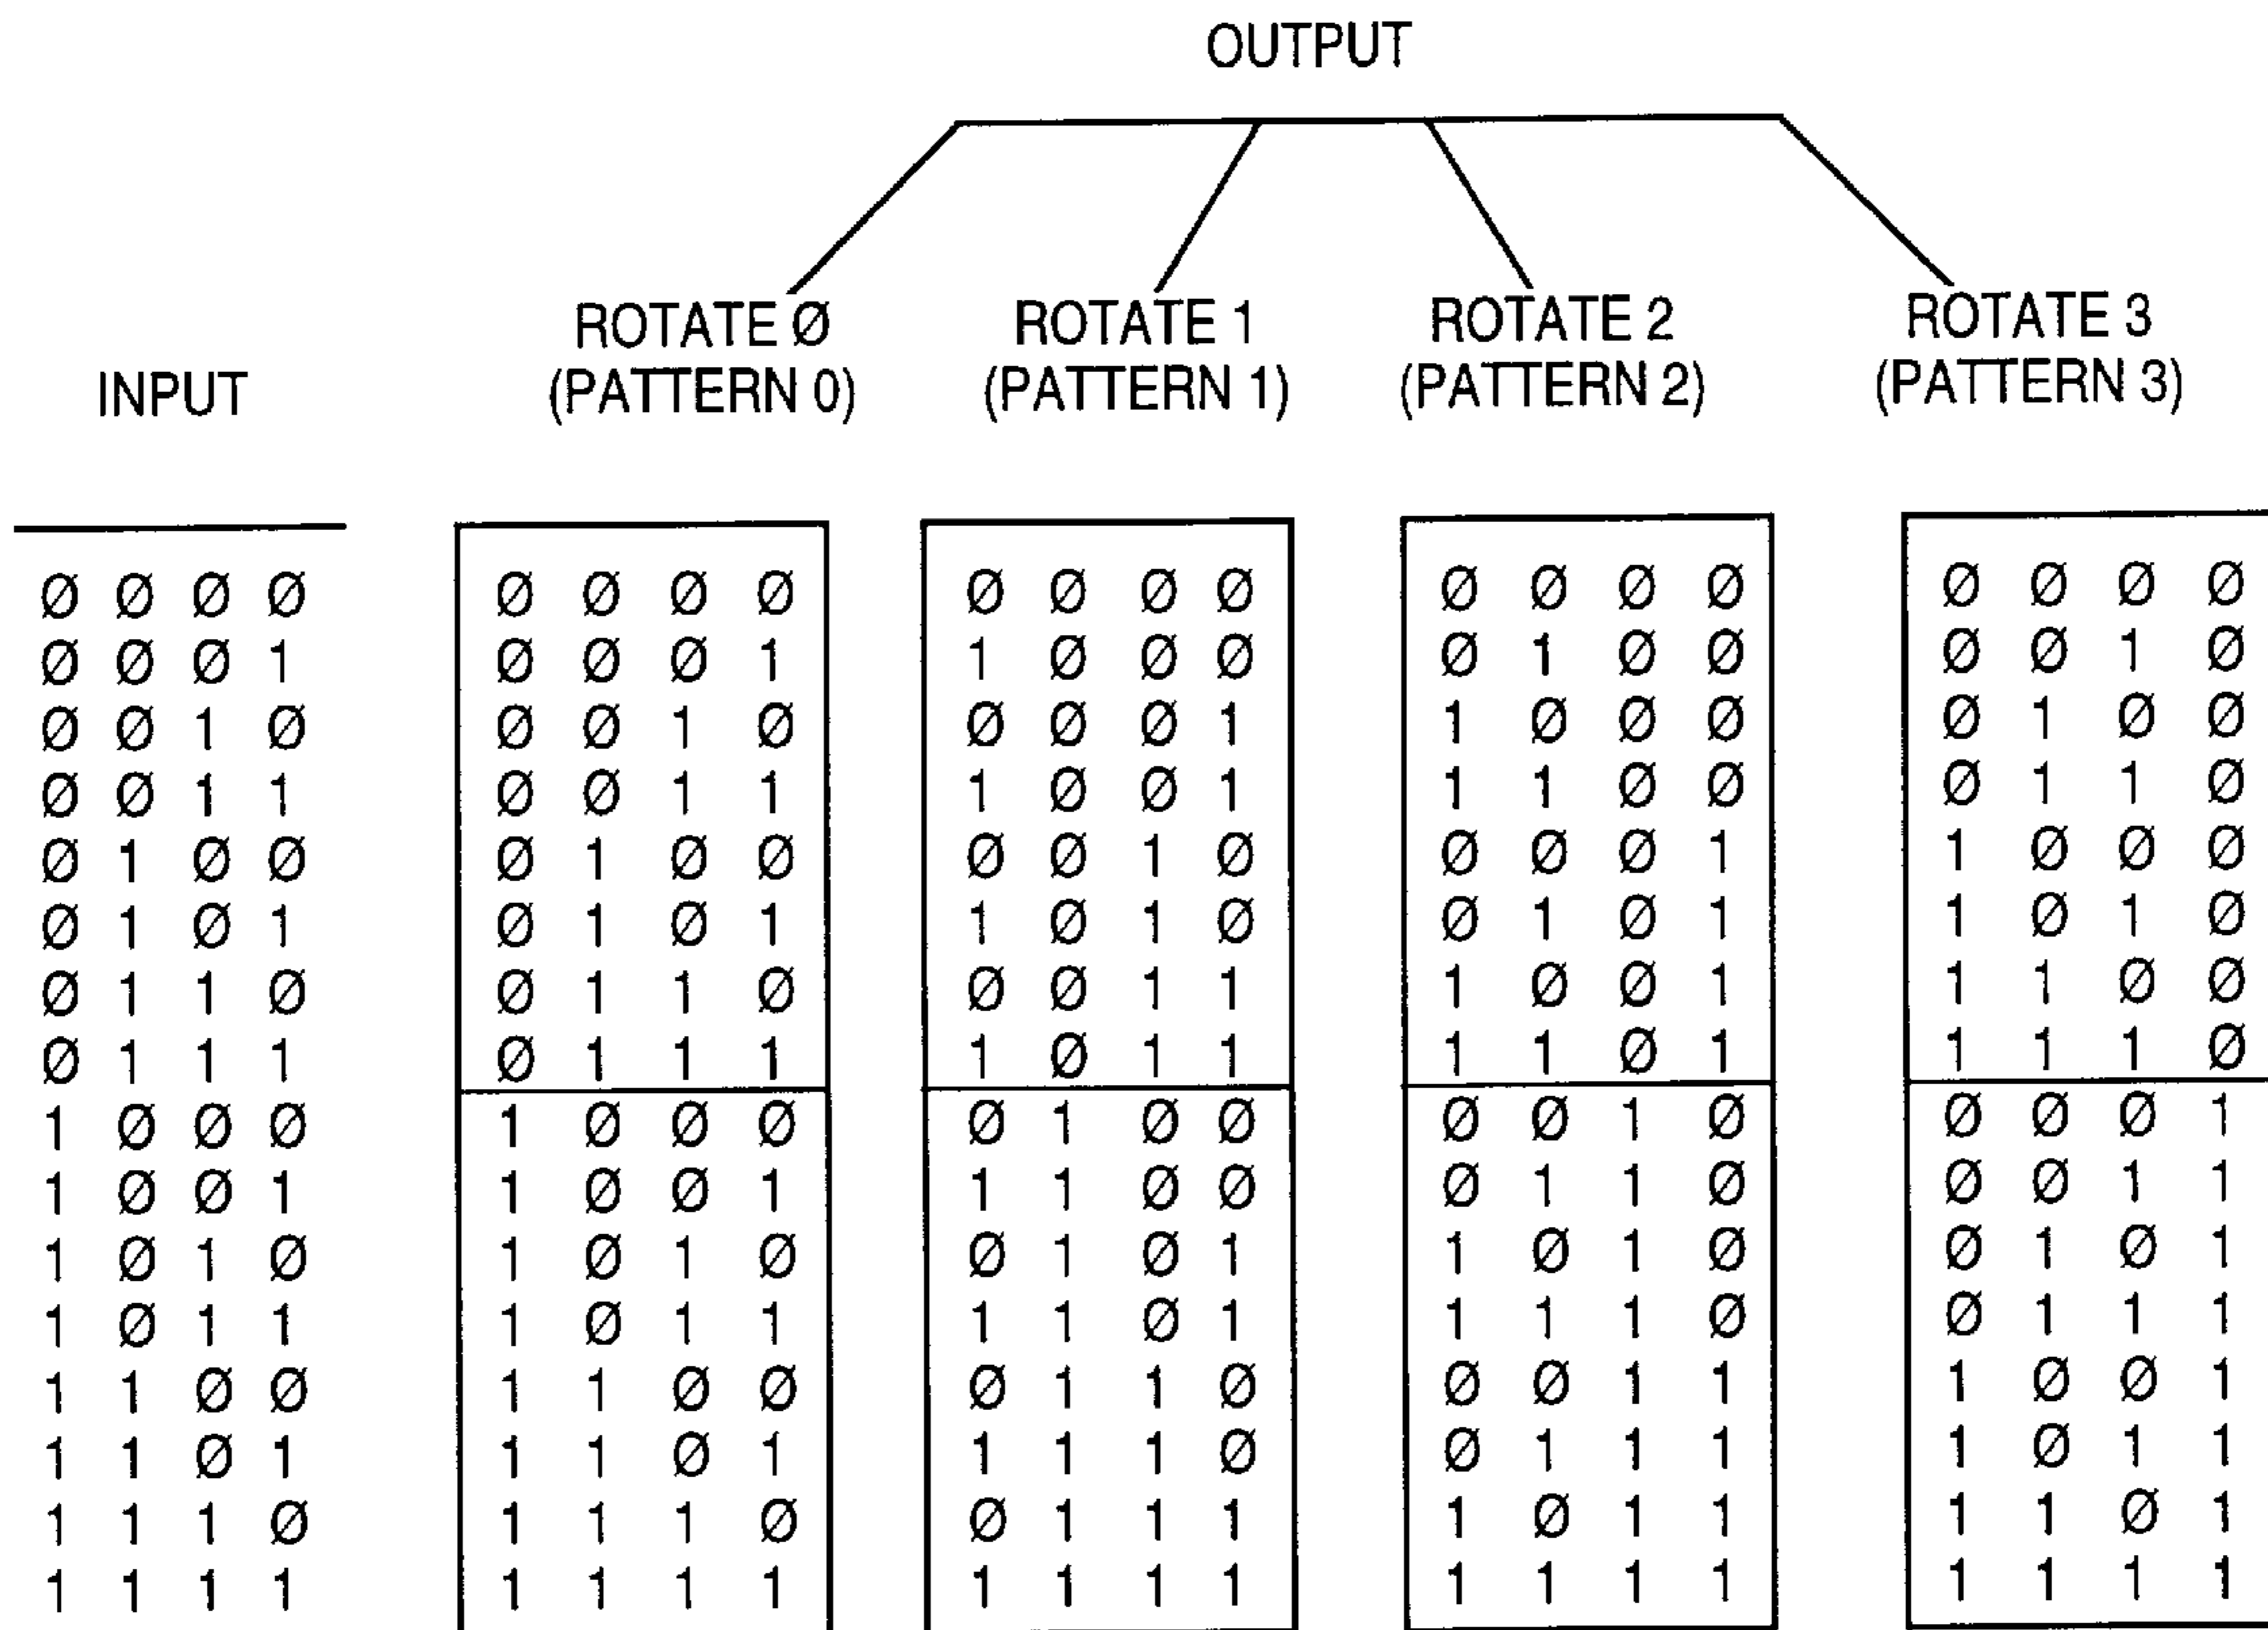 OUTPUT
ROTATE Ø ROTATE 1 ROTATE 2 ROTATE 3
INPUT (PATTERN 0) (PATTERN 1) (PATTERN 2) (PATTERN 3)
Ø Ø Ø Ø Ø Ø Ø Ø Ø Ø Ø Ø Ø Ø Ø Ø Ø Ø Ø Ø
Ø Ø Ø 1 Ø Ø Ø 1 1 Ø Ø Ø Ø 1 Ø Ø Ø Ø 1 Ø
Ø Ø 1 Ø Ø Ø 1 Ø Ø Ø Ø 1 1 Ø Ø Ø Ø 1 Ø Ø
Ø Ø 1 1 Ø Ø 1 1 1 Ø Ø 1 1 1 Ø Ø Ø 1 1 Ø
Ø 1 Ø Ø Ø 1 Ø Ø Ø Ø 1 Ø Ø Ø Ø 1 1 Ø Ø Ø
Ø 1 Ø 1 Ø 1 Ø 1 1 Ø 1 Ø Ø 1 Ø 1 1 Ø 1 Ø
Ø 1 1 Ø Ø 1 1 Ø Ø Ø 1 1 1 Ø Ø 1 1 1 Ø Ø
Ø 1 1 1 Ø 1 1 1 1 Ø 1 1 1 1 Ø 1 1 1 1 Ø
1 Ø Ø Ø 1 Ø Ø Ø Ø 1 Ø Ø Ø Ø 1 Ø Ø Ø Ø 1
1 Ø Ø 1 1 Ø Ø 1 1 1 Ø Ø Ø 1 1 Ø Ø Ø 1 1
1 Ø 1 Ø 1 Ø 1 Ø Ø 1 Ø 1 1 Ø 1 Ø Ø 1 Ø 1
1 Ø 1 1 1 Ø 1 1 1 1 Ø 1 1 1 1 Ø Ø 1 1 1
1 1 Ø Ø 1 1 Ø Ø Ø 1 1 Ø Ø Ø 1 1 1 Ø Ø 1
1 1 Ø 1 1 1 Ø 1 1 1 1 Ø Ø 1 1 1 1 Ø 1 1
1 1 1 Ø 1 1 1 Ø Ø 1 1 1 1 Ø 1 1 1 1 Ø 1
1 1 1 1 1 1 1 1 1 1 1 1 1 1 1 1 1 1 1 1